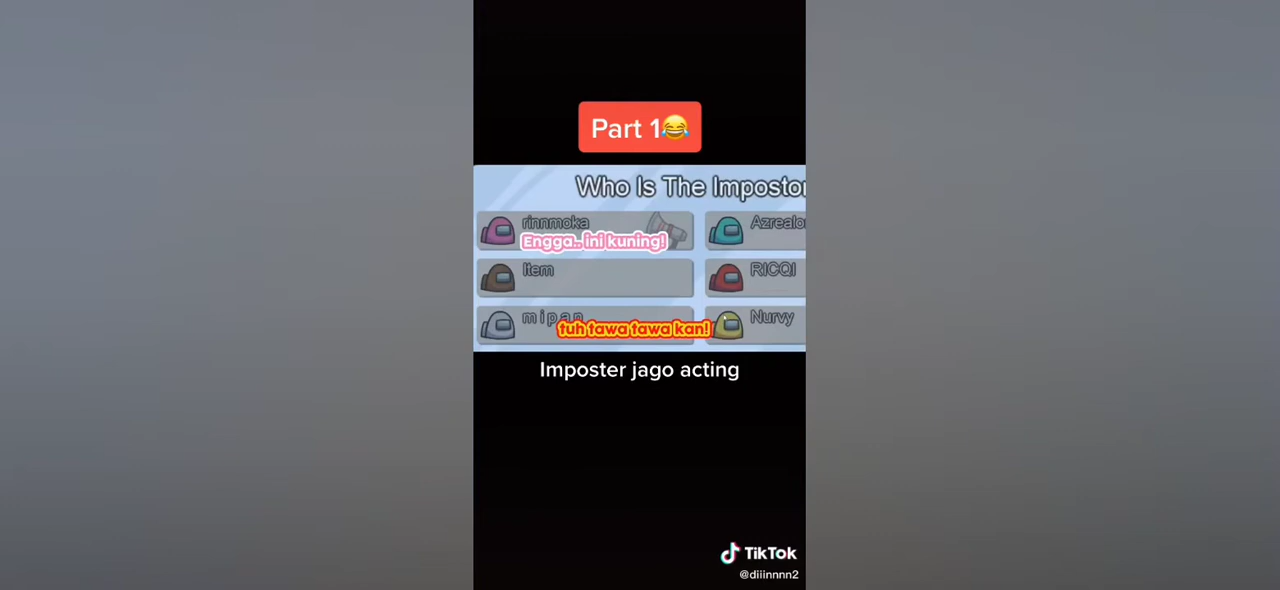 Part 1😂
Who Is The Impostor
rinnmoka
Azrealo
Engga.. ini kuning!
Item
RICQI
m i p a n
Nurvy
tuh tawa tawa kan!
Imposter jago acting
TikTok
@diiinnnn2